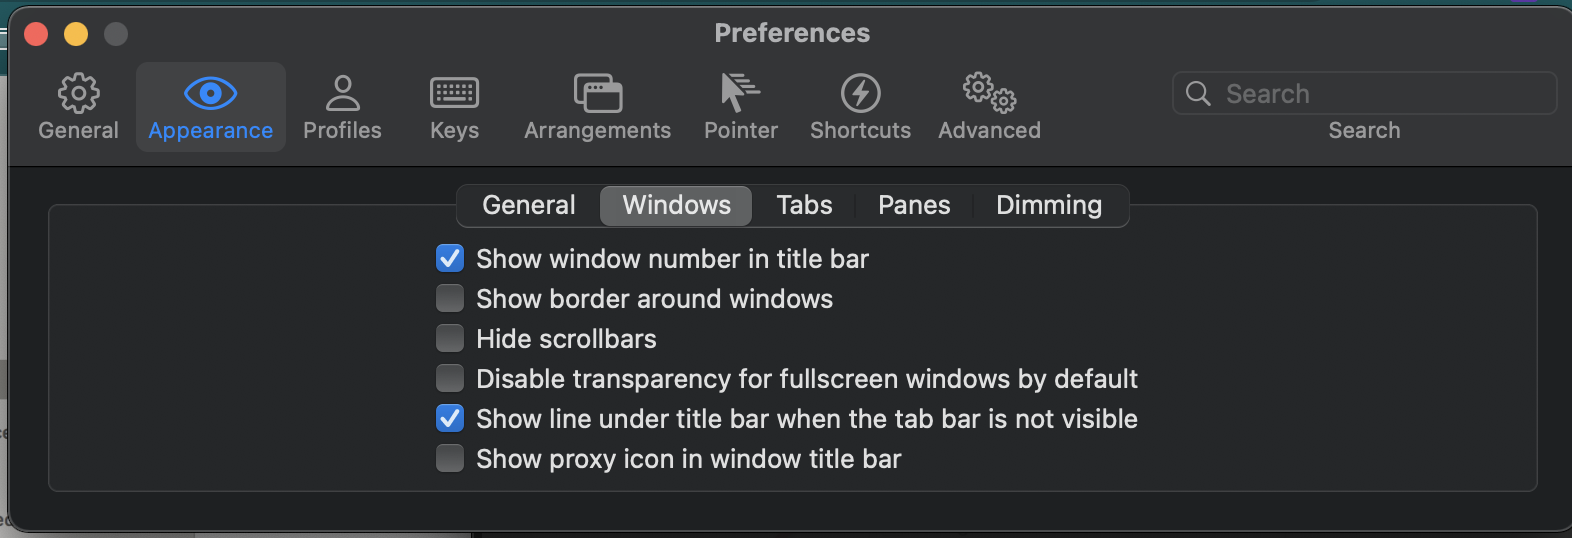 Preferences
General
Appearance
Profiles
Keys
Arrangements
Pointer
Shortcuts
Advanced
Search
Search
General Windows Tabs Panes Dimming
Show window number in title bar
Show border around windows
Hide scrollbars
Disable transparency for fullscreen windows by default
Show line under title bar when the tab bar is not visible
Show proxy icon in window title bar